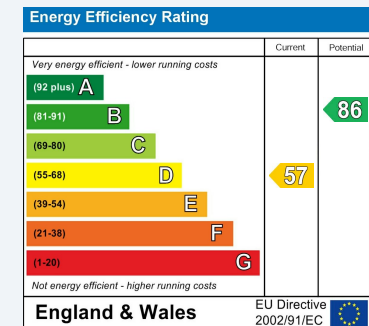 Energy Efficiency Rating
Current Potential
Very energy efficient - lower running costs
(92 plus) A
(81-91) B
86
(69-80) C
(55-68) D
57
(39-54) E
(21-38) F
(1-20) G
Not energy efficient - higher running costs
England & Wales
EU Directive
2002/91/EC